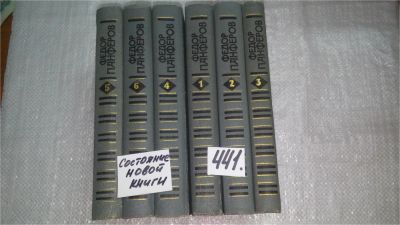 ФЕДОР
ПАНФЕРОВ
5
ФЕДОР
ПАНФЕРОВ
6
ФЕДОР
ПАНФЕРОВ
4
ФЕДОР
ПАНФЕРОВ
1
ФЕДОР
ПАНФЕРОВ
2
ФЕДОР
ПАНФЕРОВ
3
СОСТОЯНИЕ
НОВОЙ
КНИГИ
441.